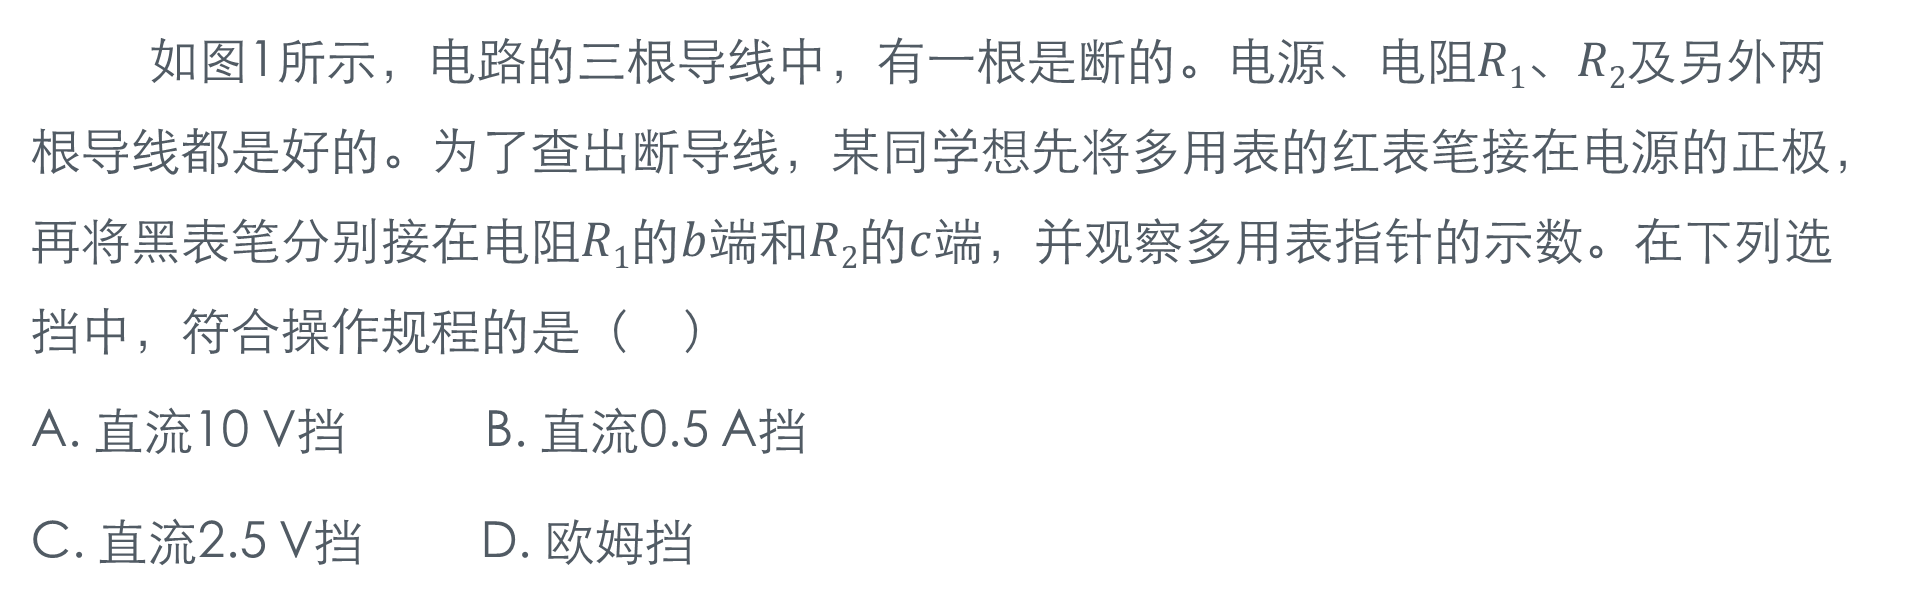 如图1所示，电路的三根导线中，有一根是断的。电源、电阻R₁、R₂及另外两
根导线都是好的。为了查出断导线，某同学想先将多用表的红表笔接在电源的正极，
再将黑表笔分别接在电阻R₁的b端和R₂的c端，并观察多用表指针的示数。在下列选
挡中，符合操作规程的是（　）
A. 直流10 V挡　　B. 直流0.5 A挡
C. 直流2.5 V挡　　D. 欧姆挡